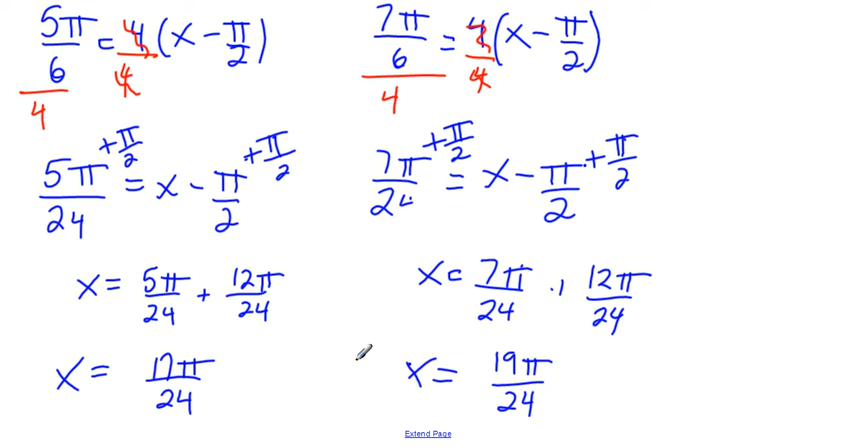 5π/6/4 = 4/4(x − π/2)
7π/6/4 = 4/4(x − π/2)
5π/24 + π/2 = x − π/2 + π/2
7π/24 + π/2 = x − π/2 + π/2
x = 5π/24 + 12π/24
x = 7π/24 + 12π/24
x = 17π/24
x = 19π/24
Extend Page